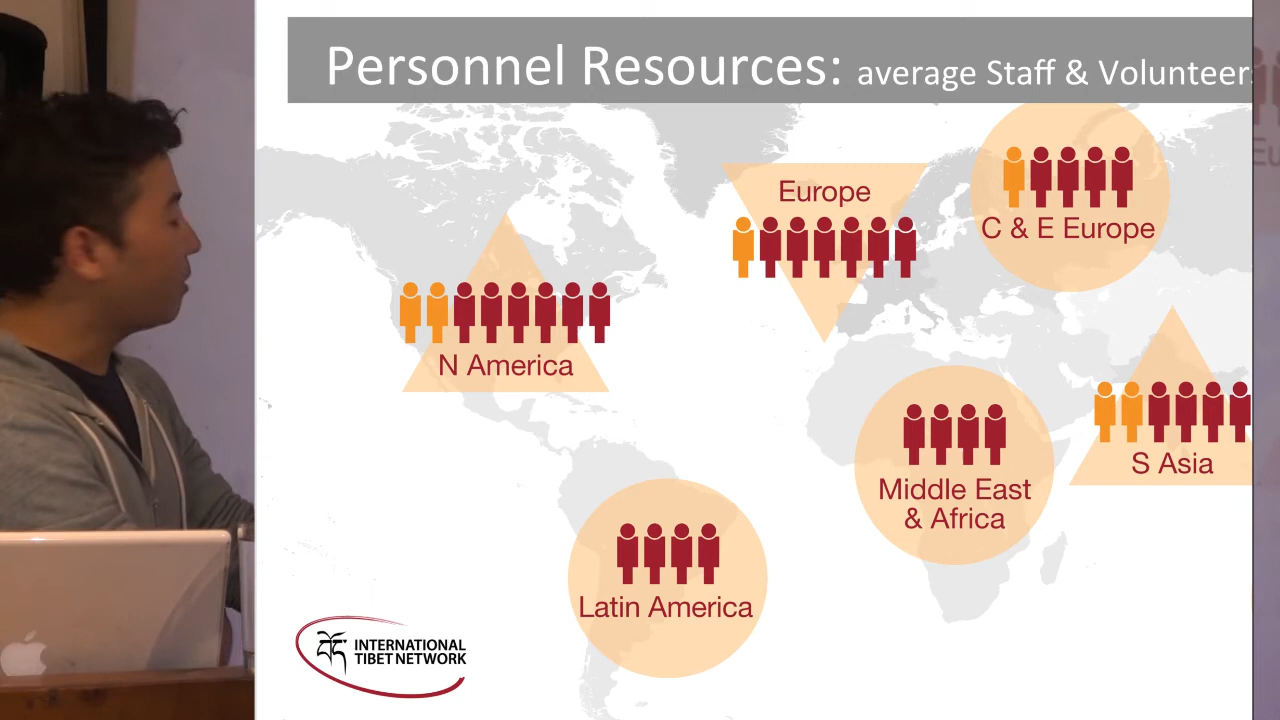 Personnel Resources: average Staff & Volunteer
Europe
C & E Europe
N America
S Asia
Middle East
& Africa
Latin America
INTERNATIONAL
TIBET NETWORK